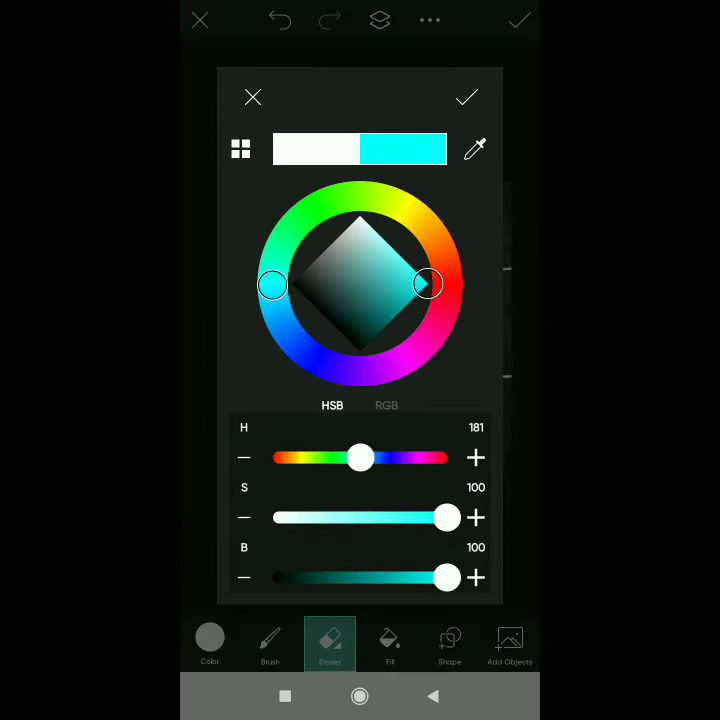 HSB RGB
H 181
S 100
B 100
Color Brush Eraser Fill Shape Add Objects